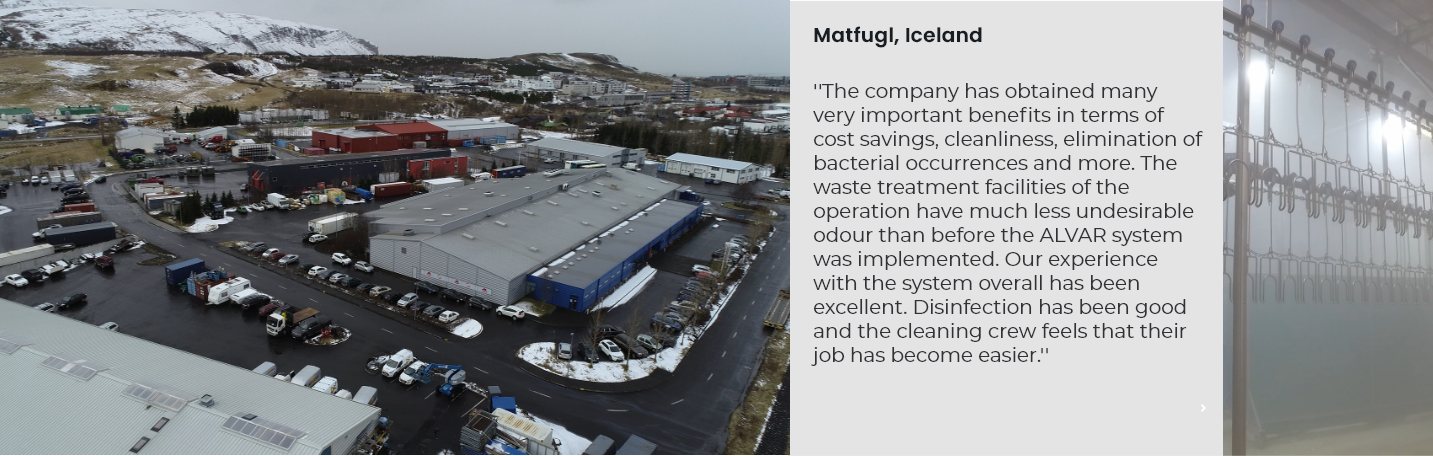 Matfugl, Iceland
"The company has obtained many
very important benefits in terms of
cost savings, cleanliness, elimination of
bacterial occurrences and more. The
waste treatment facilities of the
operation have much less undesirable
odour than before the ALVAR system
was implemented. Our experience
with the system overall has been
excellent. Disinfection has been good
and the cleaning crew feels that their
job has become easier."